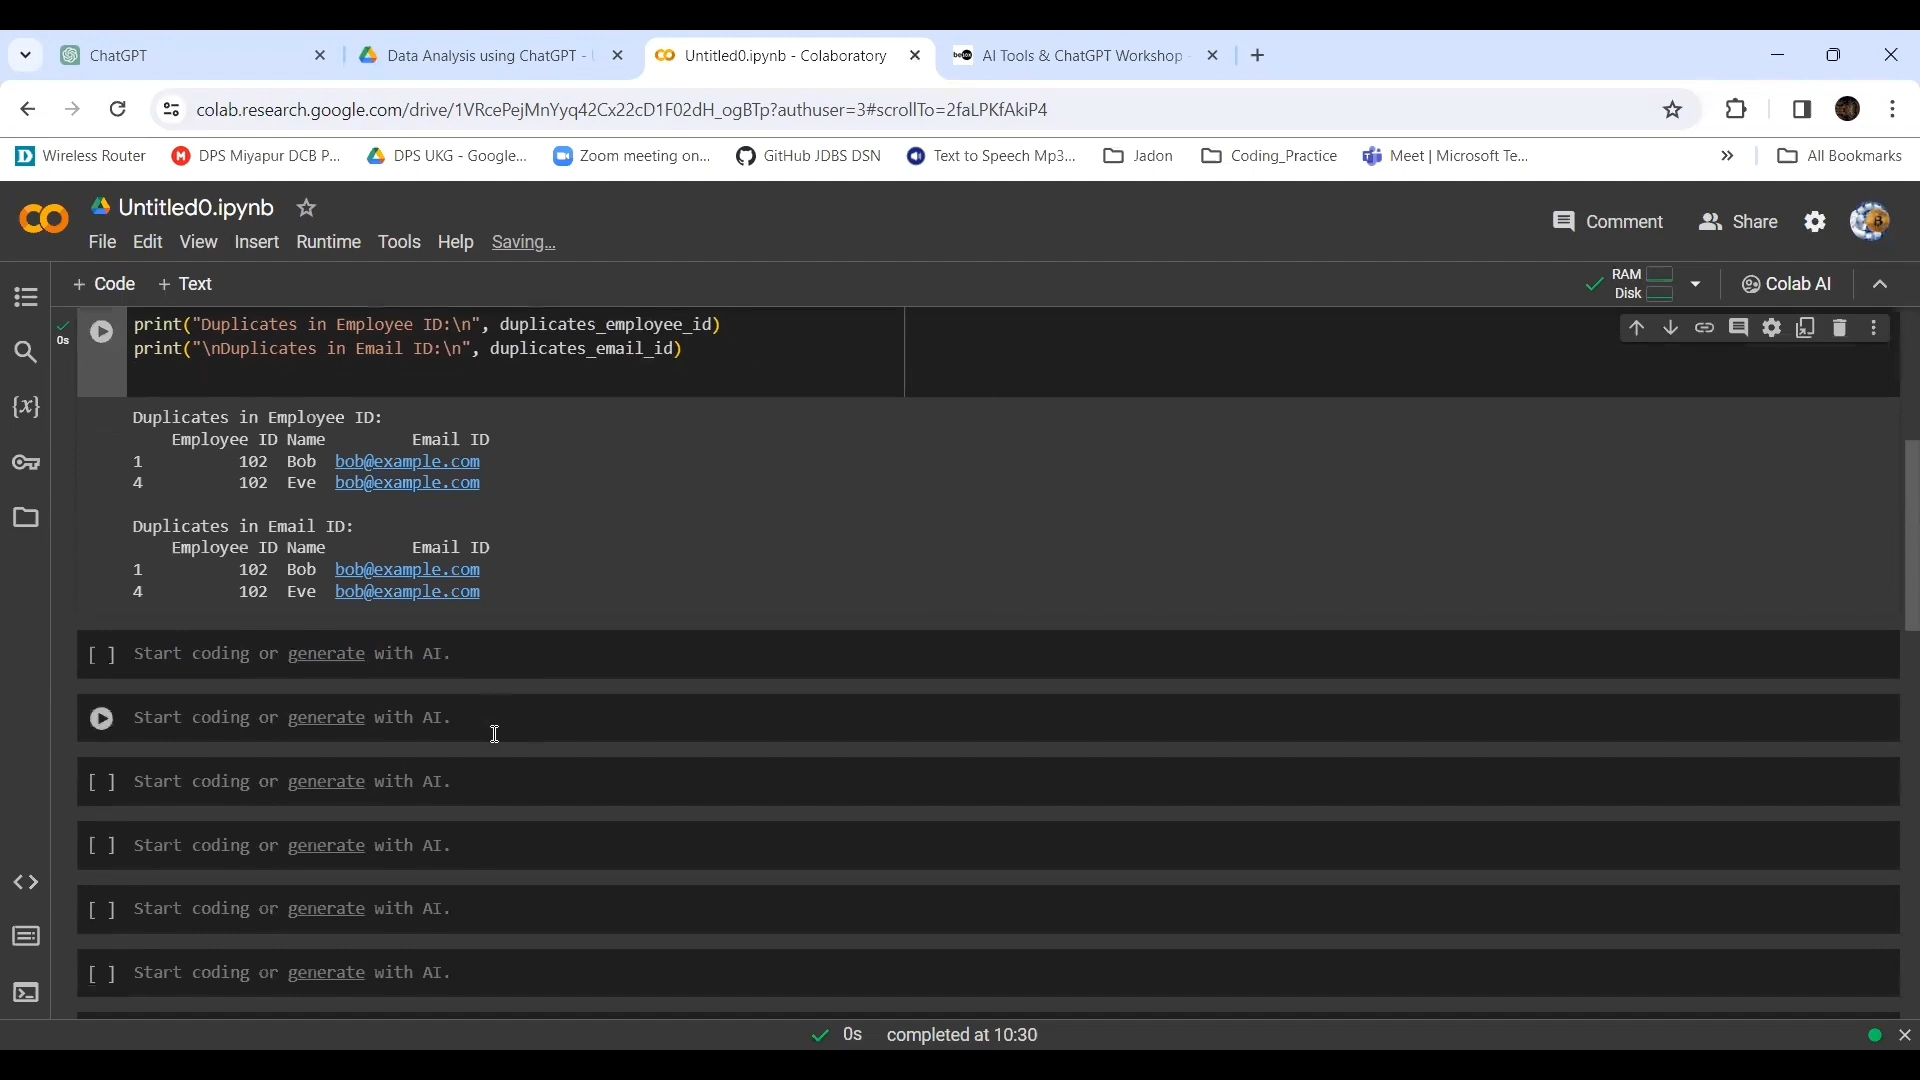 ChatGPT
Data Analysis using ChatGPT -
Untitled0.ipynb - Colaboratory
AI Tools & ChatGPT Workshop
colab.research.google.com/drive/1VRcePejMnYyq42Cx22cD1F02dH_ogBTp?authuser=3#scrollTo=2faLPKfAkiP4
Wireless Router
DPS Miyapur DCB P...
DPS UKG - Google...
Zoom meeting on...
GitHub JDBS DSN
Text to Speech Mp3...
Jadon
Coding_Practice
Meet | Microsoft Te...
»
All Bookmarks
CO
Untitled0.ipynb
File Edit View Insert Runtime Tools Help Saving...
Comment
Share
+ Code + Text
RAM
Disk
Colab AI
0s
print("Duplicates in Employee ID:\n", duplicates_employee_id)
print("\nDuplicates in Email ID:\n", duplicates_email_id)
Duplicates in Employee ID:
Employee ID Name Email ID
1 102 Bob bob@example.com
4 102 Eve bob@example.com
Duplicates in Email ID:
Employee ID Name Email ID
1 102 Bob bob@example.com
4 102 Eve bob@example.com
[ ] Start coding or generate with AI.
Start coding or generate with AI.
[ ] Start coding or generate with AI.
[ ] Start coding or generate with AI.
[ ] Start coding or generate with AI.
[ ] Start coding or generate with AI.
{x}
0s completed at 10:30